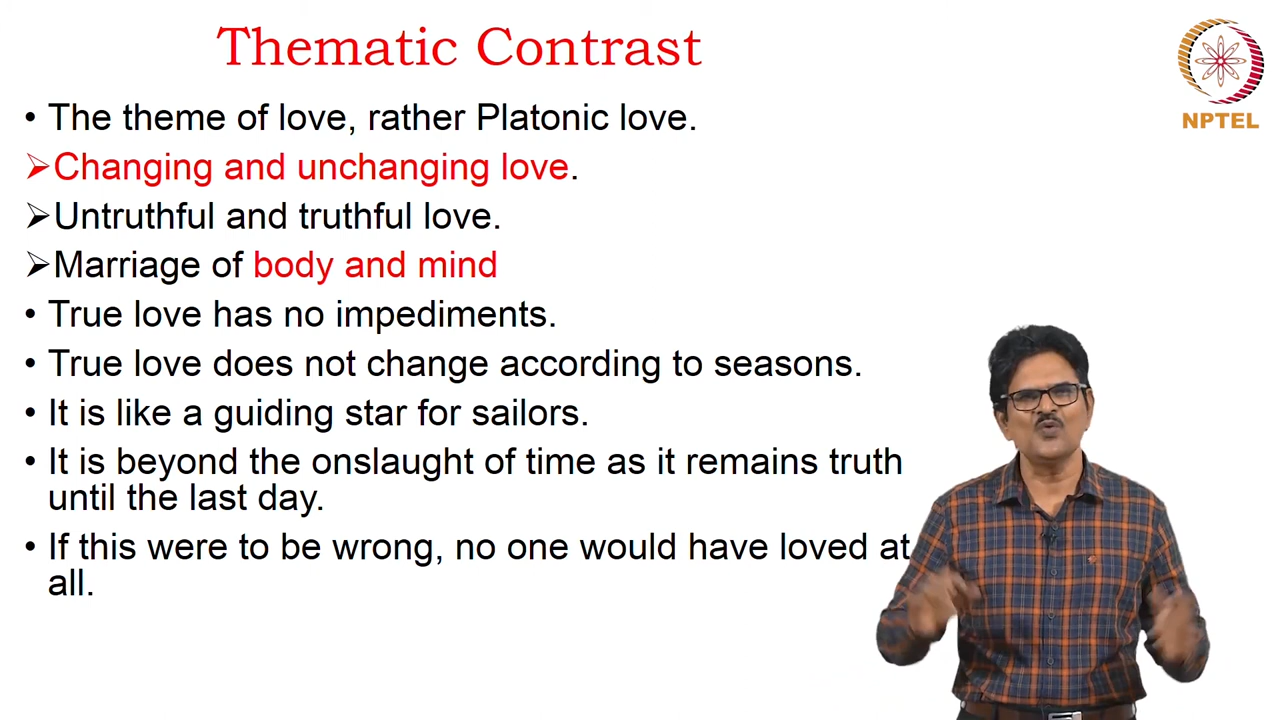 Thematic Contrast
NPTEL
• The theme of love, rather Platonic love.
➢Changing and unchanging love.
➢Untruthful and truthful love.
➢Marriage of body and mind
• True love has no impediments.
• True love does not change according to seasons.
• It is like a guiding star for sailors.
• It is beyond the onslaught of time as it remains truth
until the last day.
• If this were to be wrong, no one would have loved at
all.